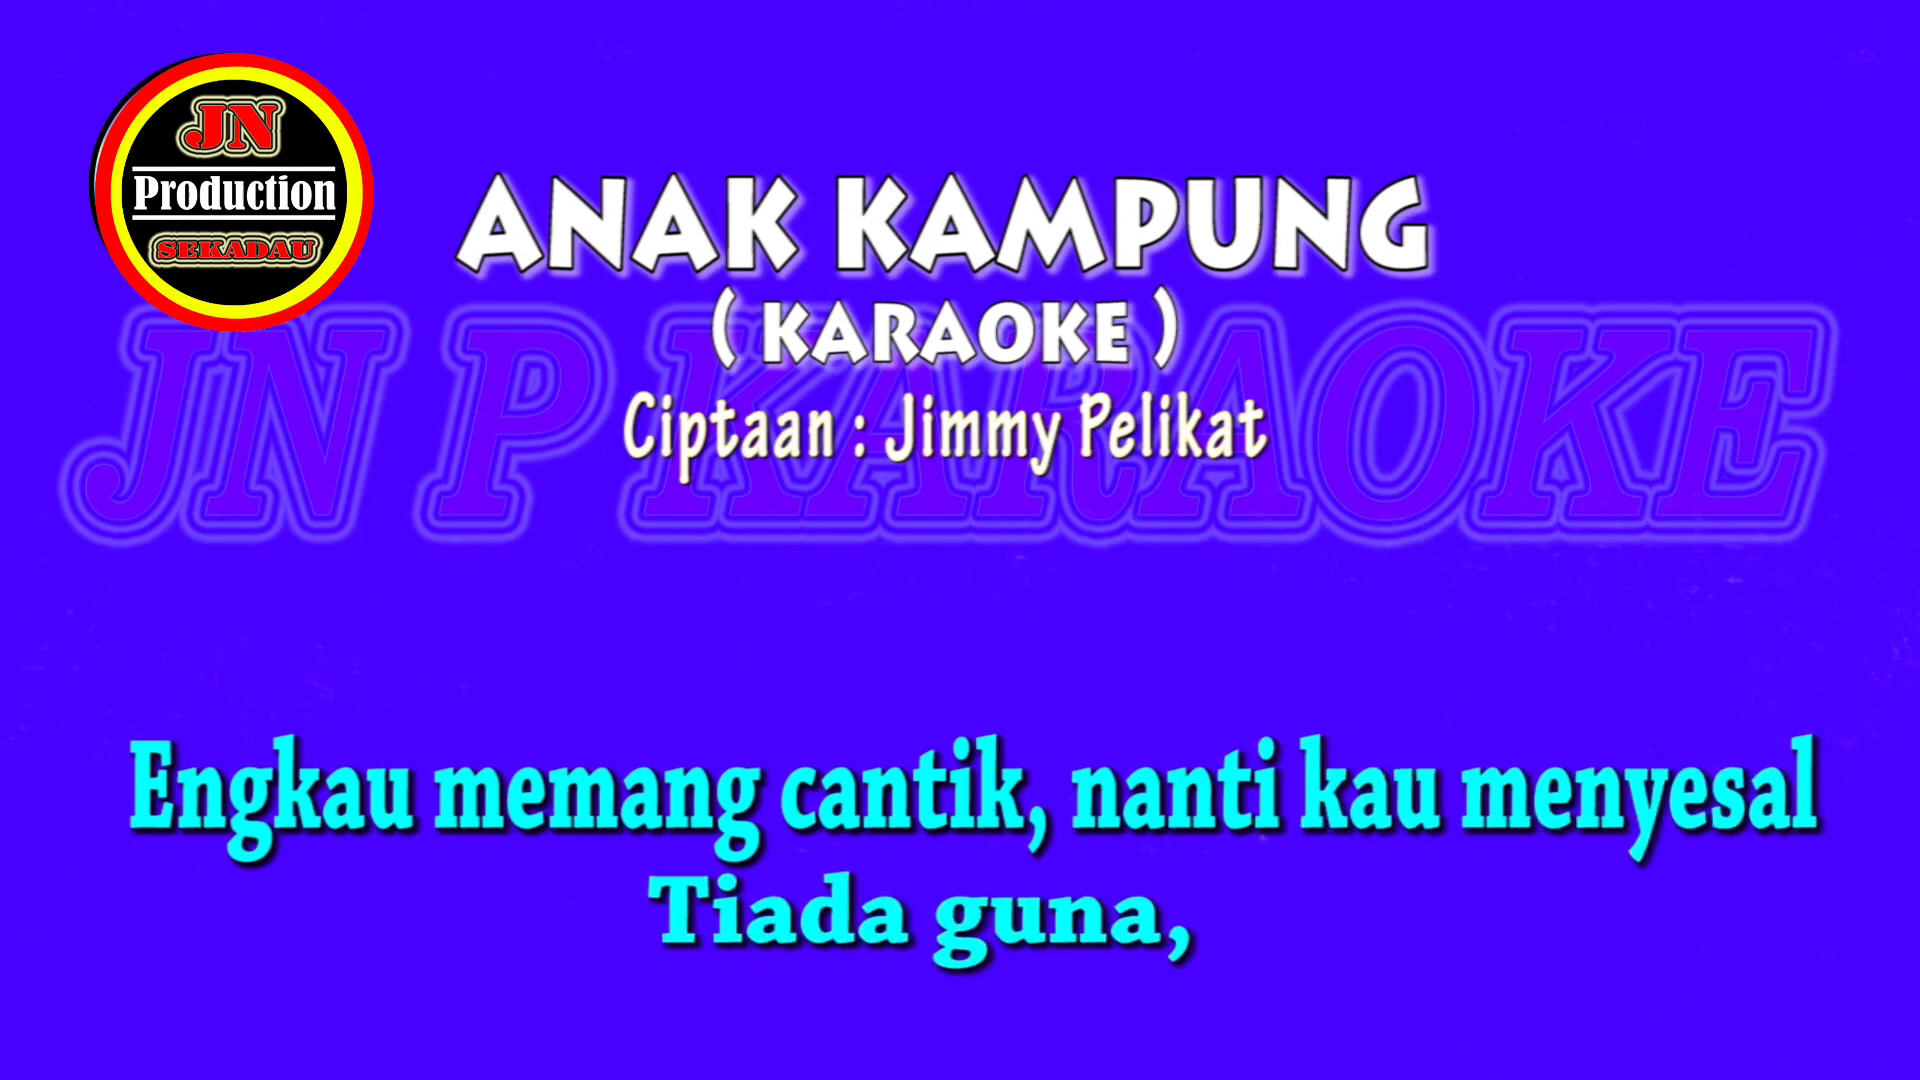 JN
Production
SEKADAU
ANAK KAMPUNG
( KARAOKE )
Ciptaan : Jimmy Pelikat
JN P KARAOKE
Engkau memang cantik, nanti kau menyesal
Tiada guna,